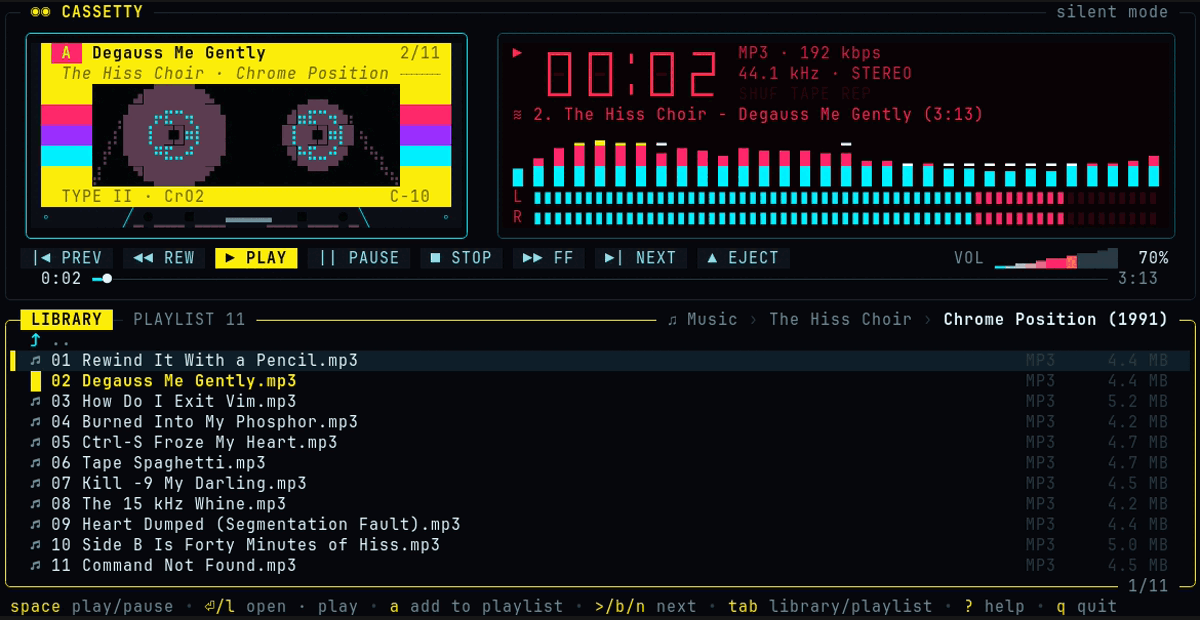 CASSETTY silent mode
A Degauss Me Gently 2/11
The Hiss Choir · Chrome Position
TYPE II · CrO2 C-10
▶ 00:02 MP3 · 192 kbps
44.1 kHz · STEREO
SHUF TAPE REP
≋ 2. The Hiss Choir - Degauss Me Gently (3:13)
L
R
|◀ PREV ◀◀ REW ▶ PLAY || PAUSE ■ STOP ▶▶ FF ▶| NEXT ▲ EJECT VOL 70%
0:02 3:13
LIBRARY PLAYLIST 11 ♫ Music › The Hiss Choir › Chrome Position (1991)
⤴ ..
♫ 01 Rewind It With a Pencil.mp3 MP3 4.4 MB
02 Degauss Me Gently.mp3 MP3 4.4 MB
♫ 03 How Do I Exit Vim.mp3 MP3 5.2 MB
♫ 04 Burned Into My Phosphor.mp3 MP3 4.2 MB
♫ 05 Ctrl-S Froze My Heart.mp3 MP3 4.7 MB
♫ 06 Tape Spaghetti.mp3 MP3 4.7 MB
♫ 07 Kill -9 My Darling.mp3 MP3 4.5 MB
♫ 08 The 15 kHz Whine.mp3 MP3 4.2 MB
♫ 09 Heart Dumped (Segmentation Fault).mp3 MP3 4.4 MB
♫ 10 Side B Is Forty Minutes of Hiss.mp3 MP3 5.0 MB
♫ 11 Command Not Found.mp3 MP3 4.5 MB
1/11
space play/pause · ⏎/l open · play · a add to playlist · >/b/n next · tab library/playlist · ? help · q quit